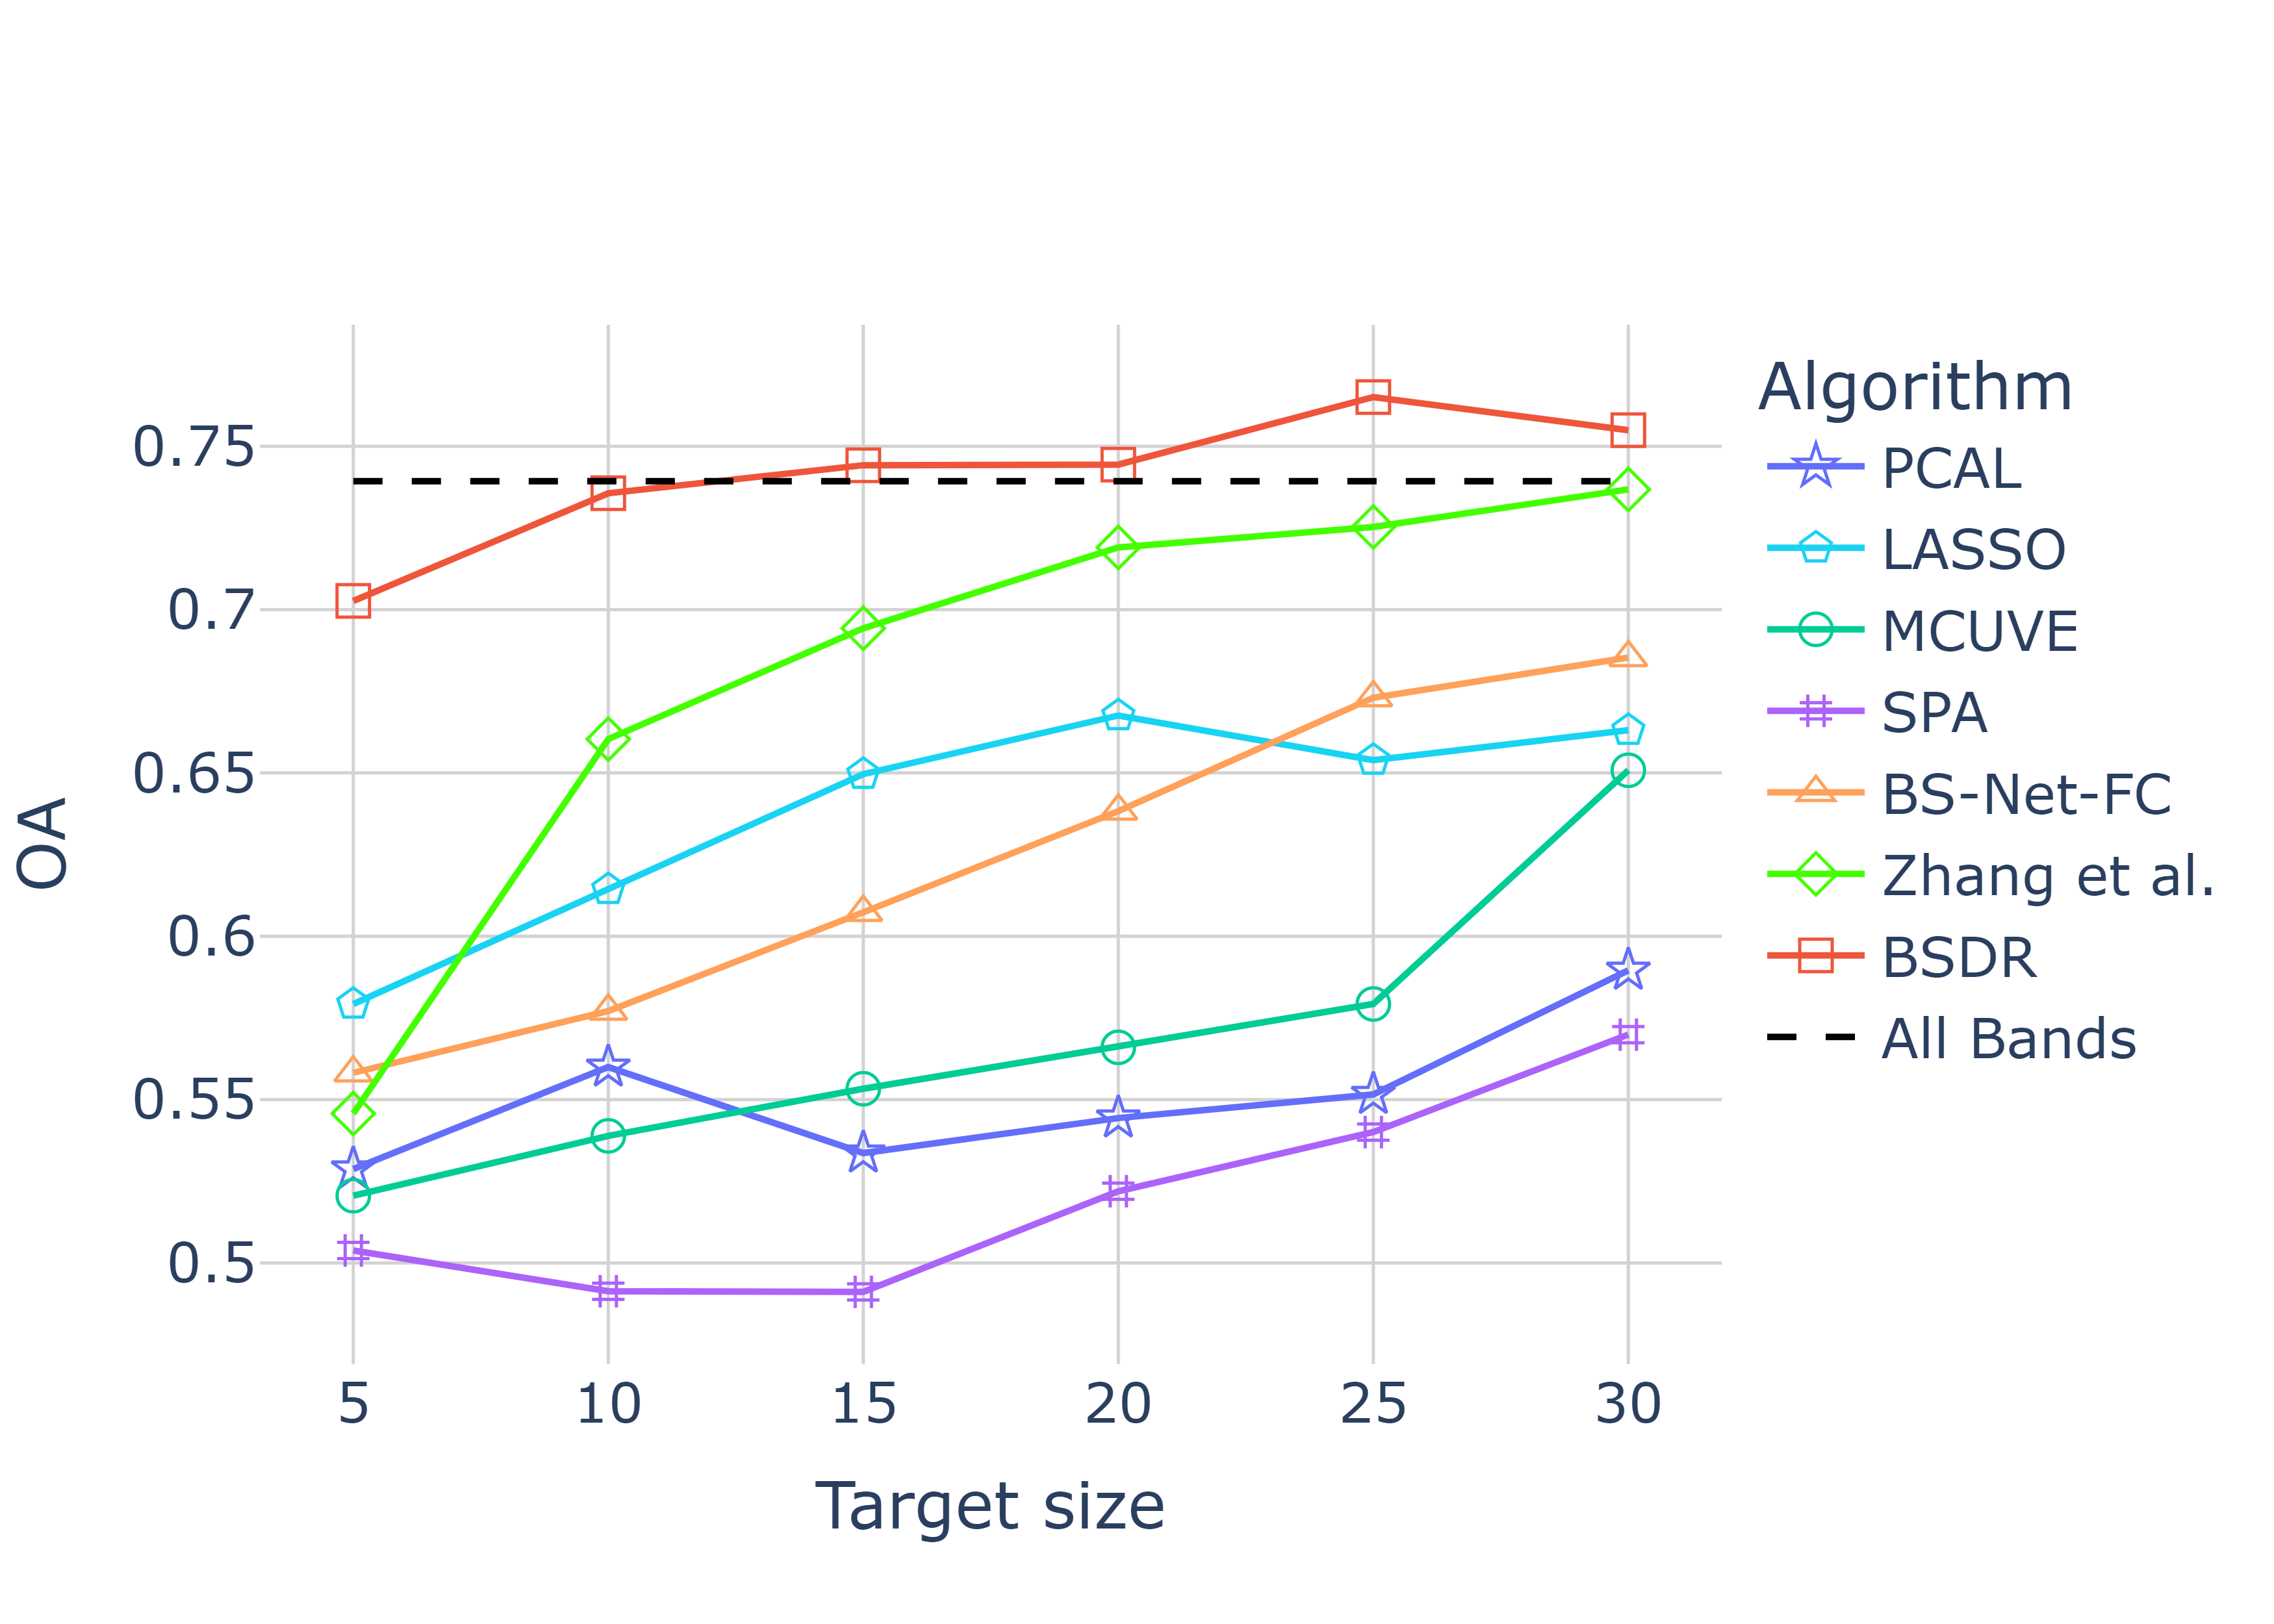 0.75
0.7
0.65
0.6
0.55
0.5
OA
5 10 15 20 25 30
Target size
Algorithm
PCAL
LASSO
MCUVE
SPA
BS-Net-FC
Zhang et al.
BSDR
All Bands